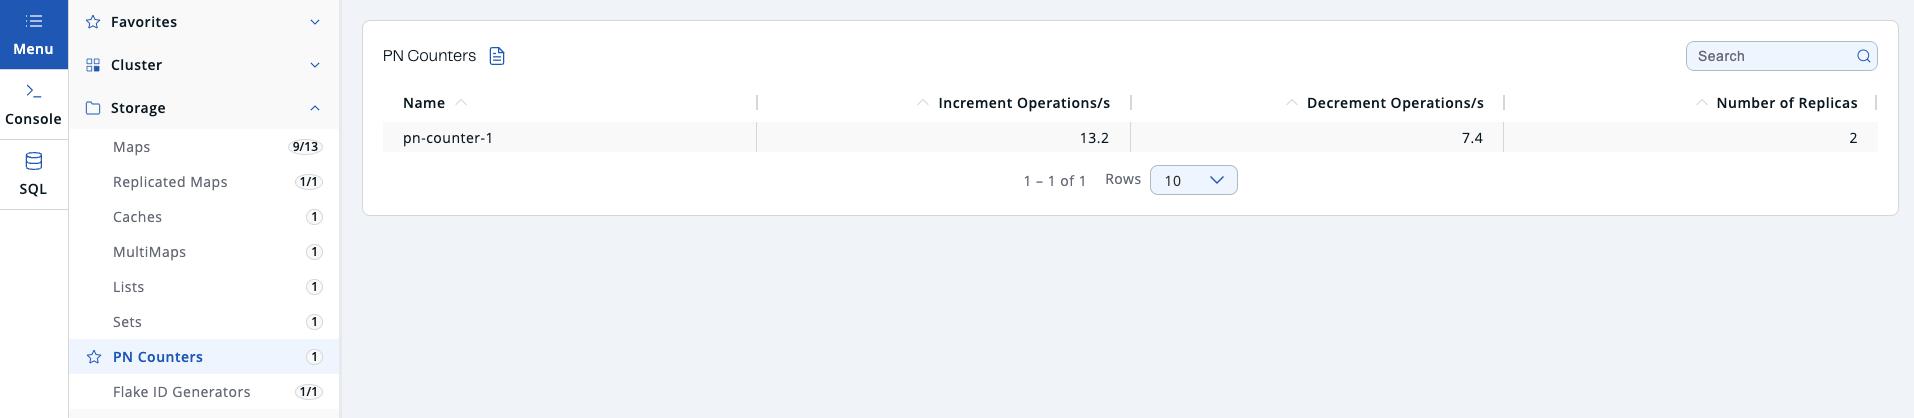 Menu
Console
SQL
Favorites
Cluster
Storage
Maps 9/13
Replicated Maps 1/1
Caches 1
MultiMaps 1
Lists 1
Sets 1
PN Counters 1
Flake ID Generators 1/1
PN Counters
Search
Name Increment Operations/s Decrement Operations/s Number of Replicas
pn-counter-1 13.2 7.4 2
1 – 1 of 1 Rows 10